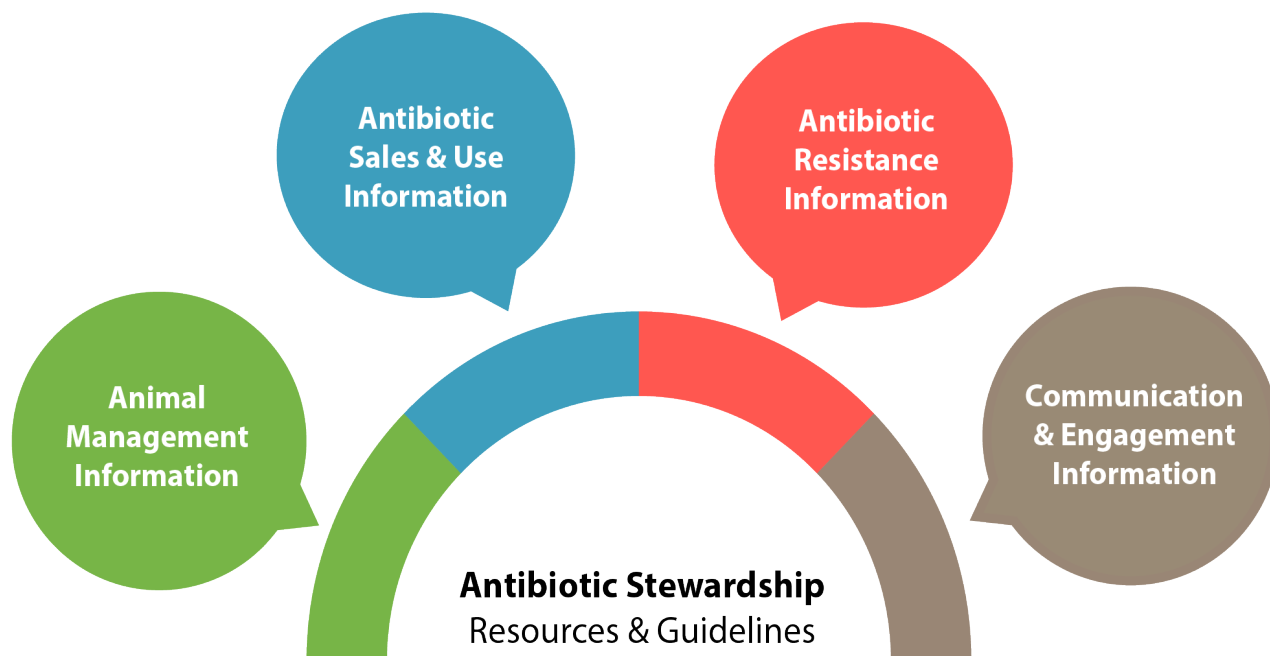 Antibiotic
Sales & Use
Information
Antibiotic
Resistance
Information
Animal
Management
Information
Communication
& Engagement
Information
Antibiotic Stewardship
Resources & Guidelines